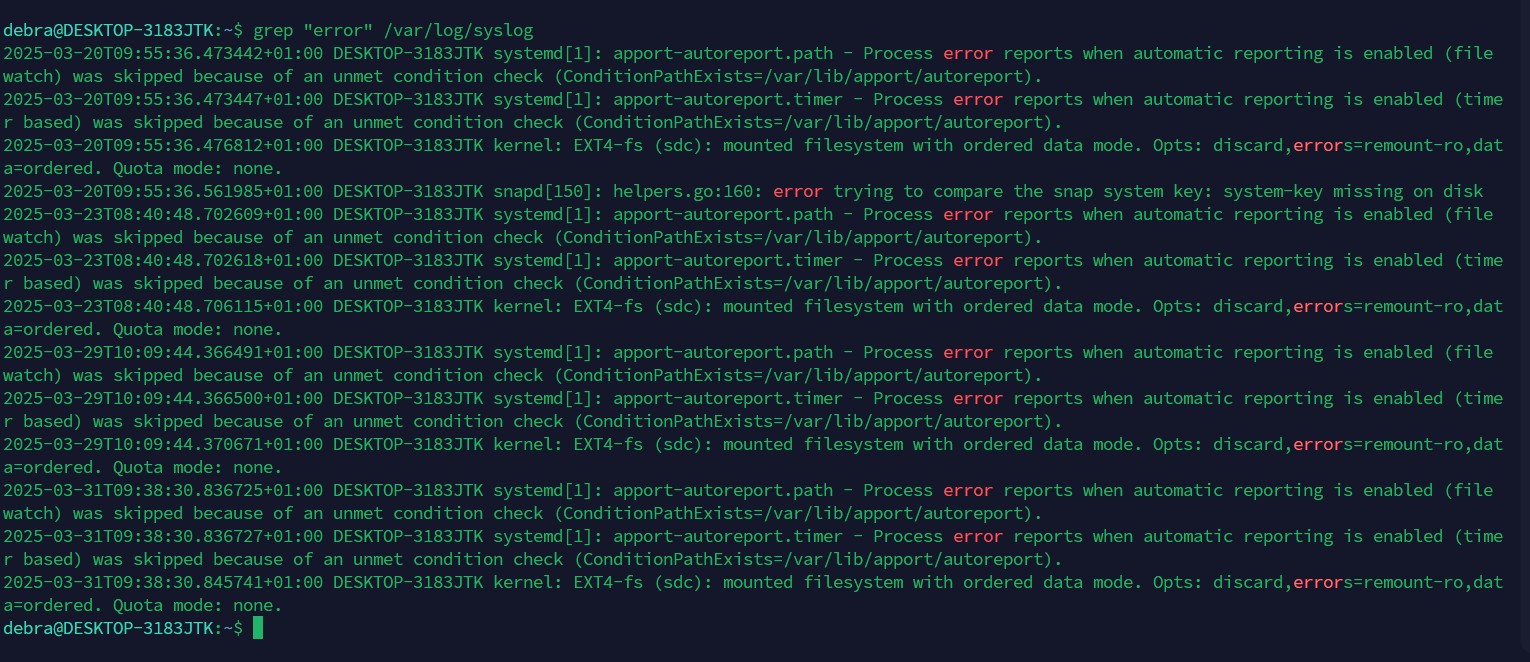 debra@DESKTOP-3183JTK:~$ grep "error" /var/log/syslog
2025-03-20T09:55:36.473442+01:00 DESKTOP-3183JTK systemd[1]: apport-autoreport.path - Process error reports when automatic reporting is enabled (file
watch) was skipped because of an unmet condition check (ConditionPathExists=/var/lib/apport/autoreport).
2025-03-20T09:55:36.473447+01:00 DESKTOP-3183JTK systemd[1]: apport-autoreport.timer - Process error reports when automatic reporting is enabled (time
r based) was skipped because of an unmet condition check (ConditionPathExists=/var/lib/apport/autoreport).
2025-03-20T09:55:36.476812+01:00 DESKTOP-3183JTK kernel: EXT4-fs (sdc): mounted filesystem with ordered data mode. Opts: discard,errors=remount-ro,dat
a=ordered. Quota mode: none.
2025-03-20T09:55:36.561985+01:00 DESKTOP-3183JTK snapd[150]: helpers.go:160: error trying to compare the snap system key: system-key missing on disk
2025-03-23T08:40:48.702609+01:00 DESKTOP-3183JTK systemd[1]: apport-autoreport.path - Process error reports when automatic reporting is enabled (file
watch) was skipped because of an unmet condition check (ConditionPathExists=/var/lib/apport/autoreport).
2025-03-23T08:40:48.702618+01:00 DESKTOP-3183JTK systemd[1]: apport-autoreport.timer - Process error reports when automatic reporting is enabled (time
r based) was skipped because of an unmet condition check (ConditionPathExists=/var/lib/apport/autoreport).
2025-03-23T08:40:48.706115+01:00 DESKTOP-3183JTK kernel: EXT4-fs (sdc): mounted filesystem with ordered data mode. Opts: discard,errors=remount-ro,dat
a=ordered. Quota mode: none.
2025-03-29T10:09:44.366491+01:00 DESKTOP-3183JTK systemd[1]: apport-autoreport.path - Process error reports when automatic reporting is enabled (file
watch) was skipped because of an unmet condition check (ConditionPathExists=/var/lib/apport/autoreport).
2025-03-29T10:09:44.366500+01:00 DESKTOP-3183JTK systemd[1]: apport-autoreport.timer - Process error reports when automatic reporting is enabled (time
r based) was skipped because of an unmet condition check (ConditionPathExists=/var/lib/apport/autoreport).
2025-03-29T10:09:44.370671+01:00 DESKTOP-3183JTK kernel: EXT4-fs (sdc): mounted filesystem with ordered data mode. Opts: discard,errors=remount-ro,dat
a=ordered. Quota mode: none.
2025-03-31T09:38:30.836725+01:00 DESKTOP-3183JTK systemd[1]: apport-autoreport.path - Process error reports when automatic reporting is enabled (file
watch) was skipped because of an unmet condition check (ConditionPathExists=/var/lib/apport/autoreport).
2025-03-31T09:38:30.836727+01:00 DESKTOP-3183JTK systemd[1]: apport-autoreport.timer - Process error reports when automatic reporting is enabled (time
r based) was skipped because of an unmet condition check (ConditionPathExists=/var/lib/apport/autoreport).
2025-03-31T09:38:30.845741+01:00 DESKTOP-3183JTK kernel: EXT4-fs (sdc): mounted filesystem with ordered data mode. Opts: discard,errors=remount-ro,dat
a=ordered. Quota mode: none.
debra@DESKTOP-3183JTK:~$